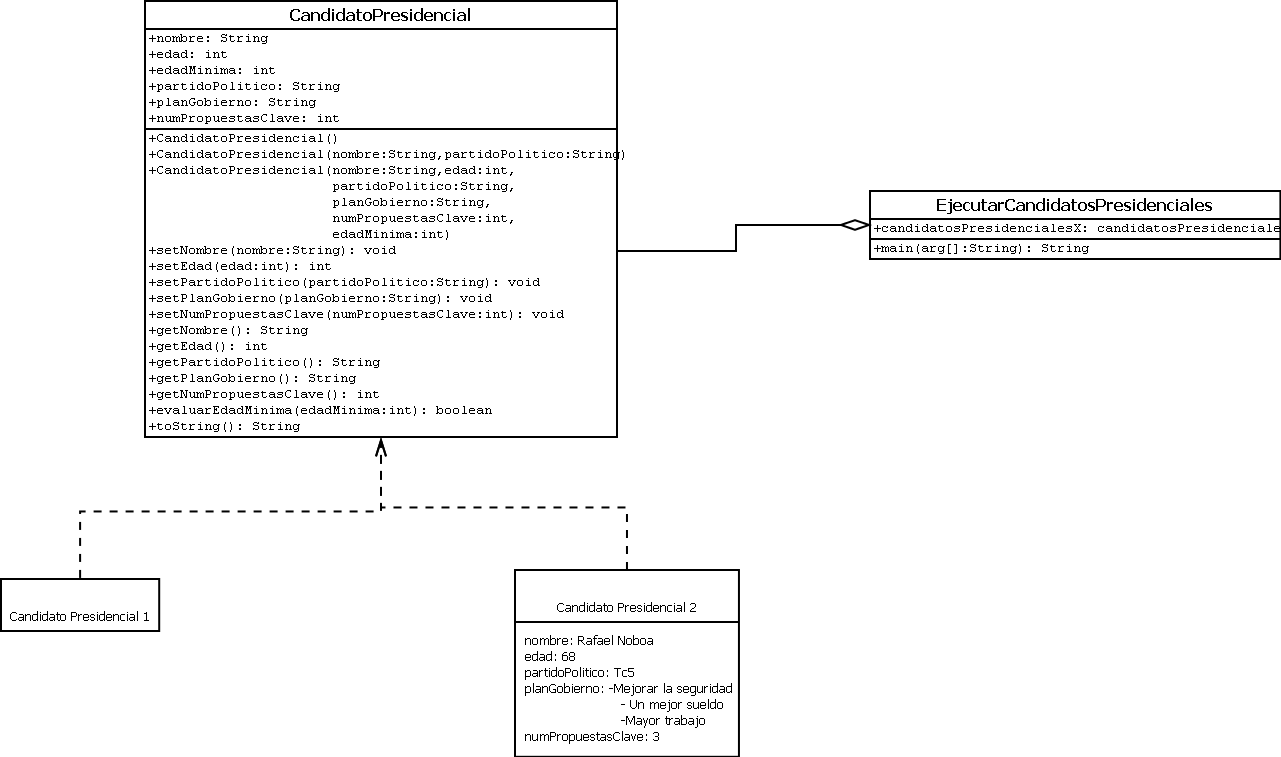 CandidatoPresidencial
+nombre: String
+edad: int
+edadMinima: int
+partidoPolitico: String
+planGobierno: String
+numPropuestasClave: int
+CandidatoPresidencial()
+CandidatoPresidencial(nombre:String,partidoPolitico:String)
+CandidatoPresidencial(nombre:String,edad:int,
partidoPolitico:String,
planGobierno:String,
numPropuestasClave:int,
edadMinima:int)
+setNombre(nombre:String): void
+setEdad(edad:int): int
+setPartidoPolitico(partidoPolitico:String): void
+setPlanGobierno(planGobierno:String): void
+setNumPropuestasClave(numPropuestasClave:int): void
+getNombre(): String
+getEdad(): int
+getPartidoPolitico(): String
+getPlanGobierno(): String
+getNumPropuestasClave(): int
+evaluarEdadMinima(edadMinima:int): boolean
+toString(): String
EjecutarCandidatosPresidenciales
+candidatosPresidencialesX: candidatosPresidenciale
+main(arg[]:String): String
Candidato Presidencial 1
Candidato Presidencial 2
nombre: Rafael Noboa
edad: 68
partidoPolitico: Tc5
planGobierno: -Mejorar la seguridad
- Un mejor sueldo
-Mayor trabajo
numPropuestasClave: 3